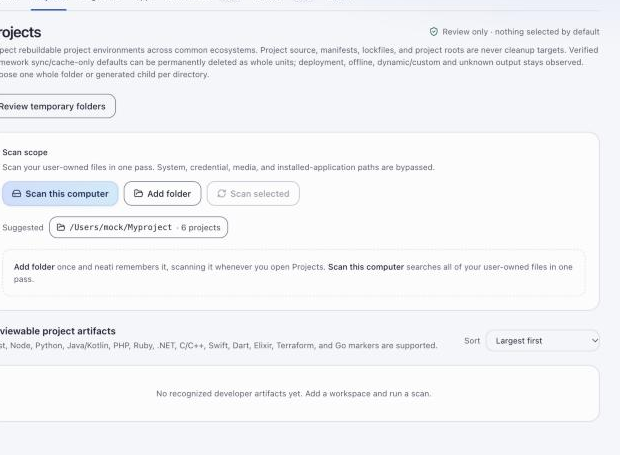 rojects
Review only · nothing selected by default
pect rebuildable project environments across common ecosystems. Project source, manifests, lockfiles, and project roots are never cleanup targets. Verified
mework sync/cache-only defaults can be permanently deleted as whole units; deployment, offline, dynamic/custom and unknown output stays observed.
oose one whole folder or generated child per directory.
Review temporary folders
Scan scope
Scan your user-owned files in one pass. System, credential, media, and installed-application paths are bypassed.
Scan this computer
Add folder
Scan selected
Suggested
/Users/mock/Myproject · 6 projects
Add folder once and neati remembers it, scanning it whenever you open Projects. Scan this computer searches all of your user-owned files in one
pass.
viewable project artifacts
st, Node, Python, Java/Kotlin, PHP, Ruby, .NET, C/C++, Swift, Dart, Elixir, Terraform, and Go markers are supported.
Sort
Largest first
No recognized developer artifacts yet. Add a workspace and run a scan.